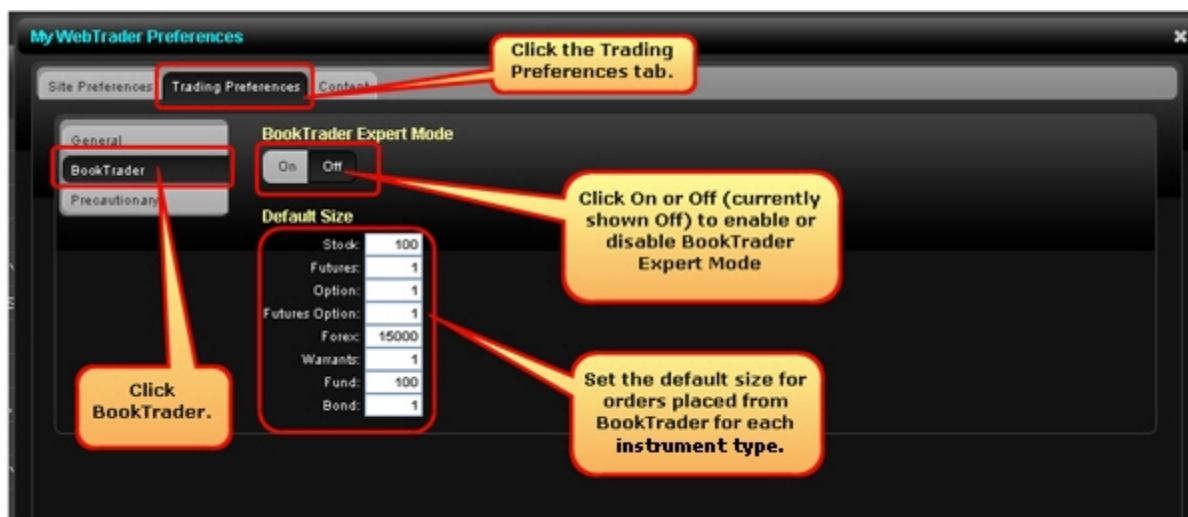 My WebTrader Preferences
Click the Trading
Preferences tab.
Site Preferences Trading Preferences Content
General
BookTrader
Precautionary
BookTrader Expert Mode
On Off
Click On or Off (currently
shown Off) to enable or
disable BookTrader
Expert Mode
Default Size
Stock: 100
Futures: 1
Option: 1
Futures Option: 1
Forex: 15000
Warrants: 1
Fund: 100
Bond: 1
Click
BookTrader.
Set the default size for
orders placed from
BookTrader for each
instrument type.